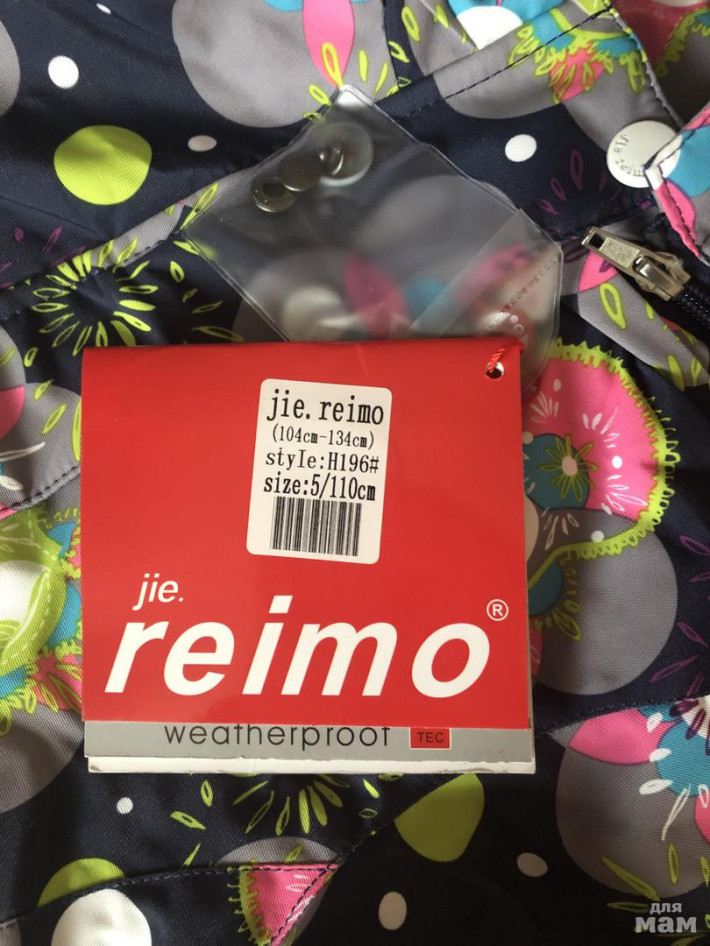 jie.reimo
(104cm-134cm)
style:H196#
size:5/110cm
jie.
reimo®
weatherproof
TEC
для
мам